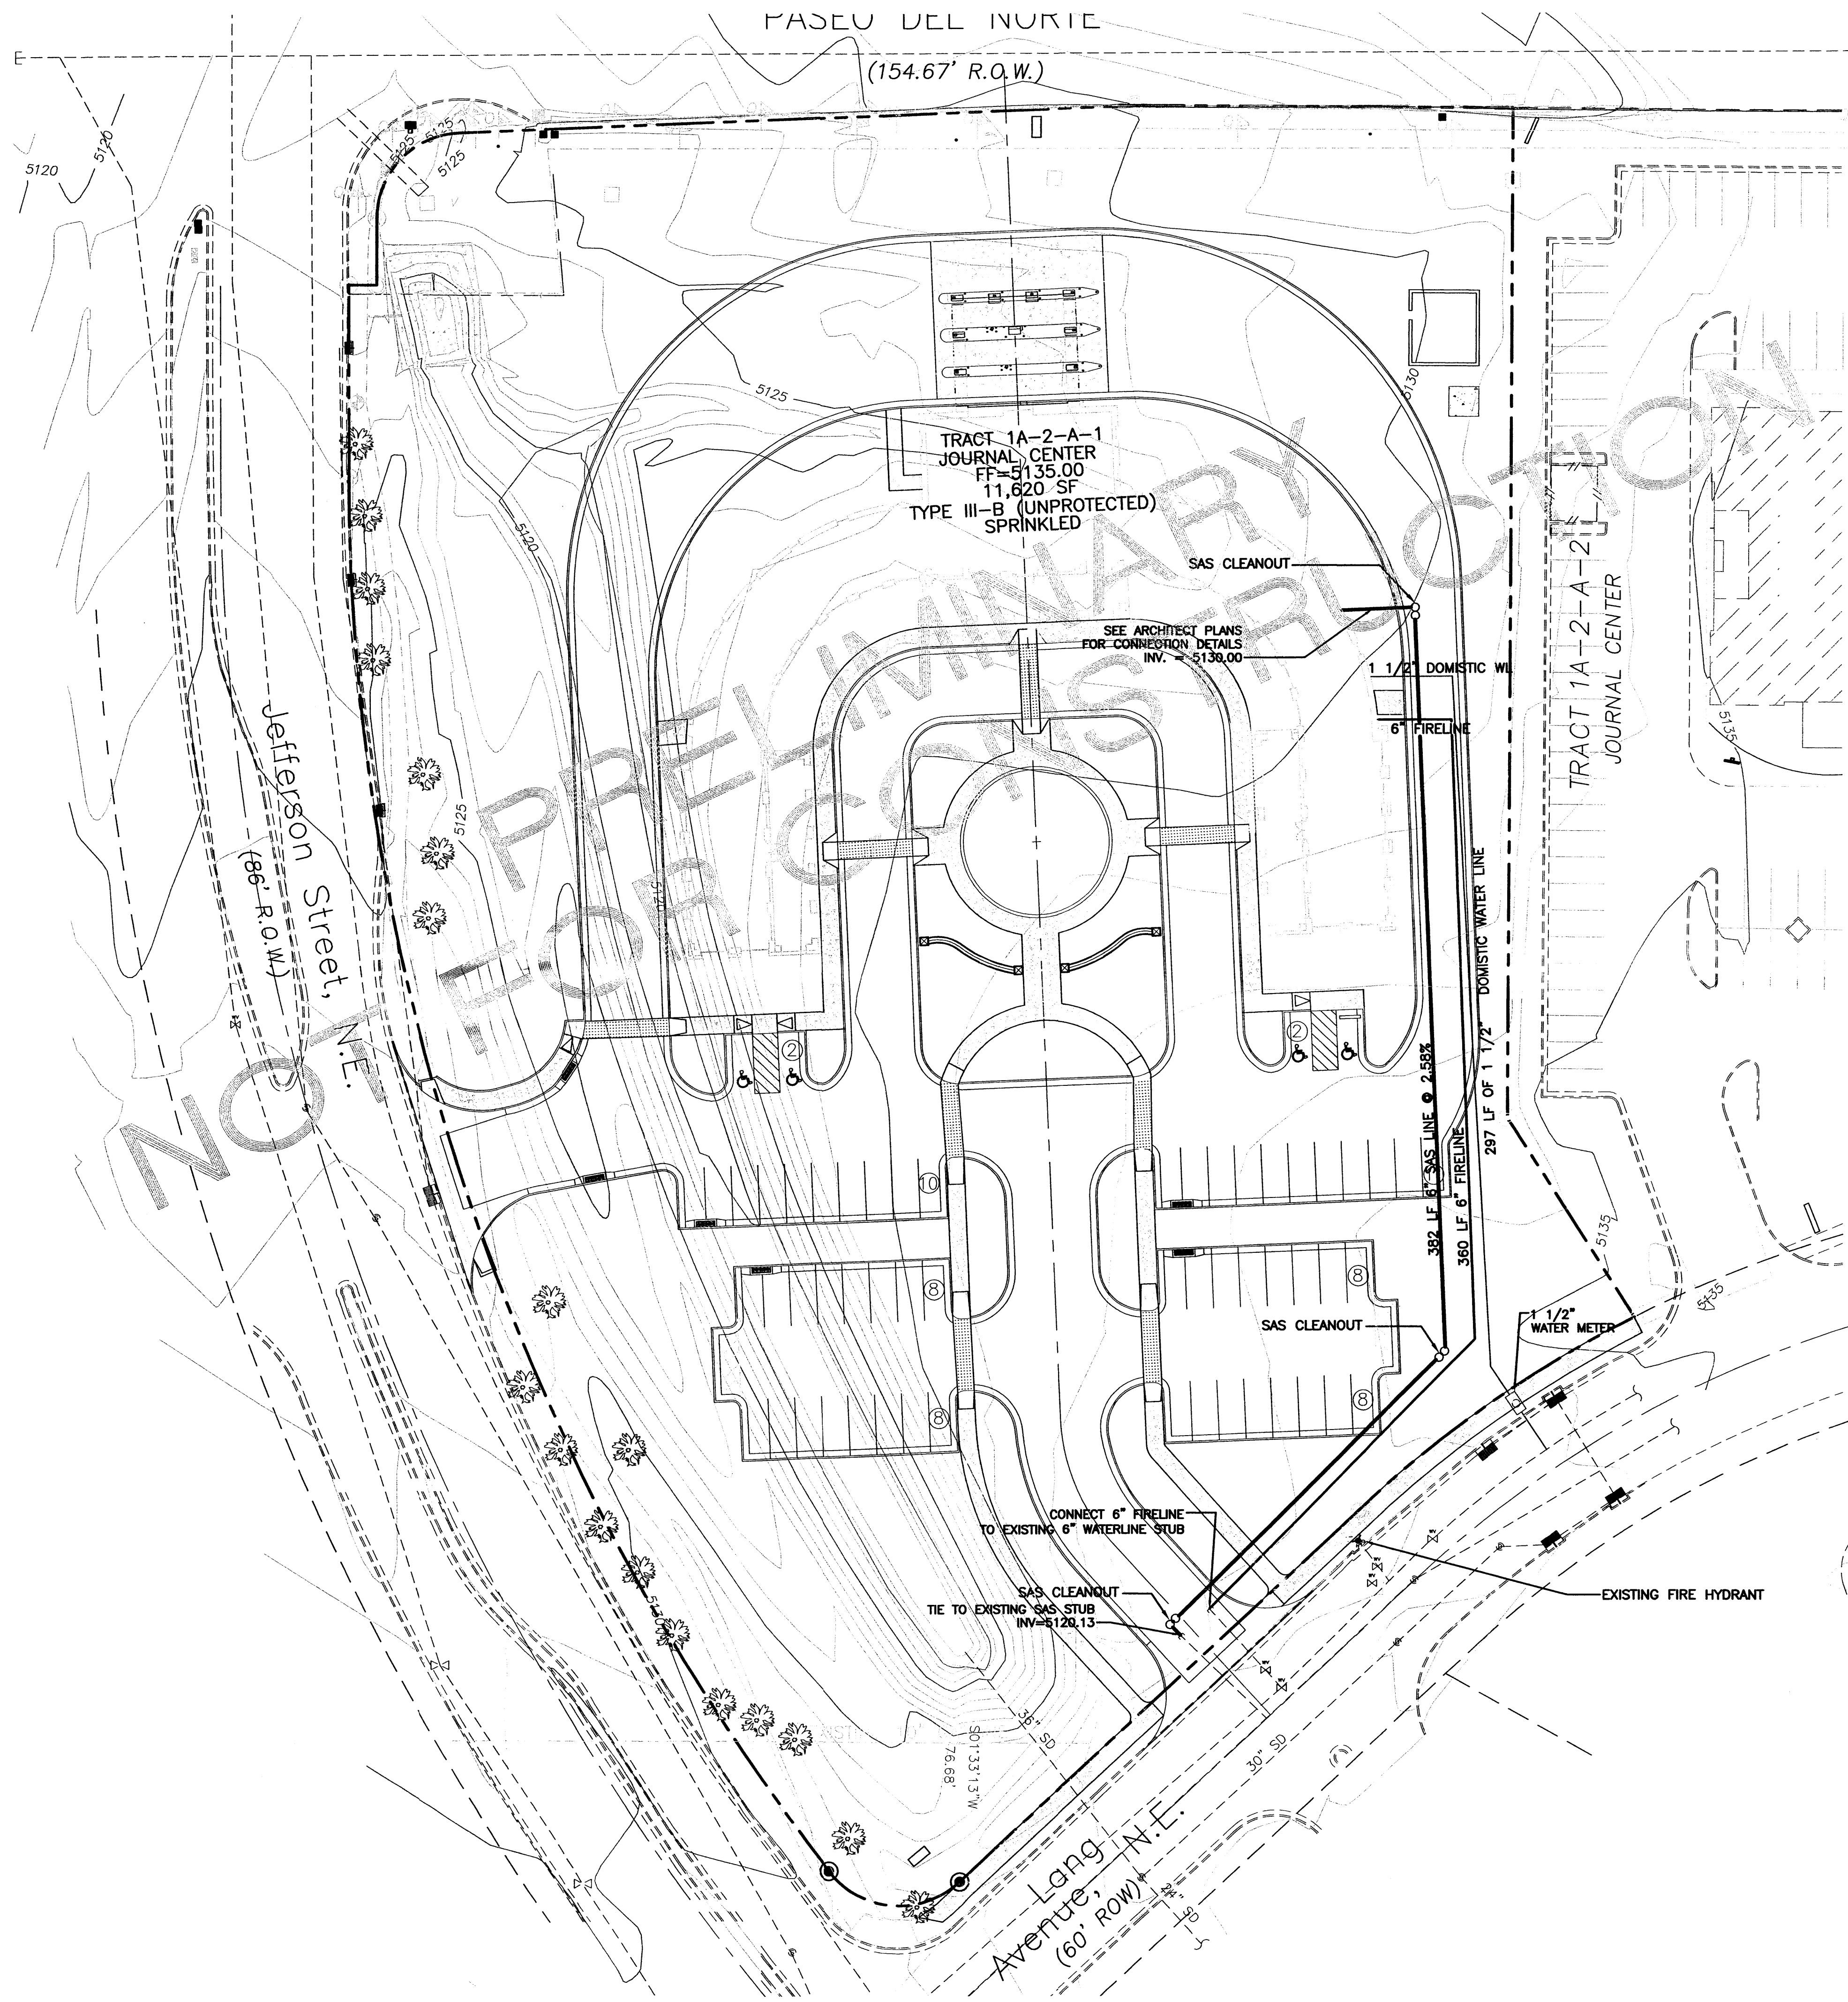 PASEO DEL NORTE
(154.67' R.O.W.)
E
5120
5120
5125
5125
5125
5125
5130
TRACT 1A-2-A-1
JOURNAL CENTER
FF=5135.00
11,620 SF
TYPE III-B (UNPROTECTED)
SPRINKLED
5120
SAS CLEANOUT
SEE ARCHITECT PLANS
FOR CONNECTION DETAILS
INV. = 5130.00
1 1/2" DOMISTIC WL
6" FIRELINE
TRACT 1A-2-A-2
JOURNAL CENTER
5135
PRELIMINARY
NOT FOR CONSTRUCTION
Jefferson Street, N.E.
(86' R.O.W.)
5125
5120
2
2
382 LF 6" SAS LINE @ 2.58%
360 LF 6" FIRELINE
297 LF OF 1 1/2" DOMISTIC WATER LINE
10
8
8
8
8
5135
5135
SAS CLEANOUT
1 1/2"
WATER METER
CONNECT 6" FIRELINE
TO EXISTING 6" WATERLINE STUB
SAS CLEANOUT
TIE TO EXISTING SAS STUB
INV=5120.13
EXISTING FIRE HYDRANT
36" SD
S01°33'13"W
76.68'
30" SD
24" SD
Lang
Avenue, N.E.
(60' ROW)